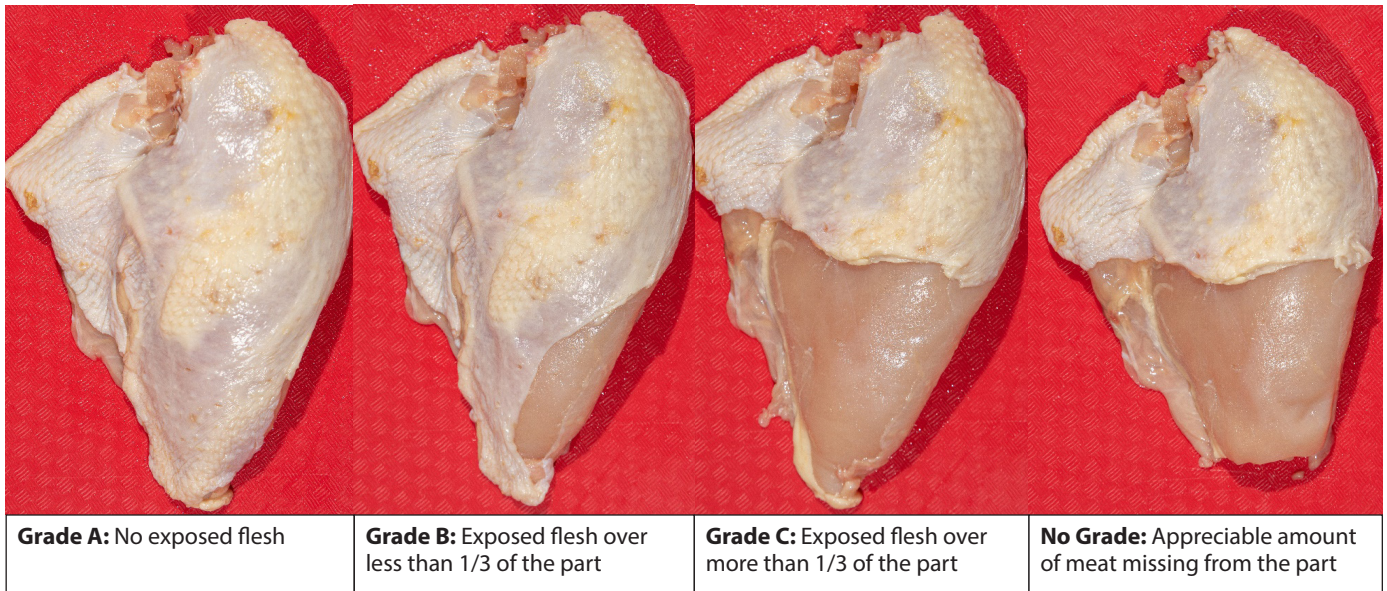 Grade A: No exposed flesh
Grade B: Exposed flesh over
less than 1/3 of the part
Grade C: Exposed flesh over
more than 1/3 of the part
No Grade: Appreciable amount
of meat missing from the part